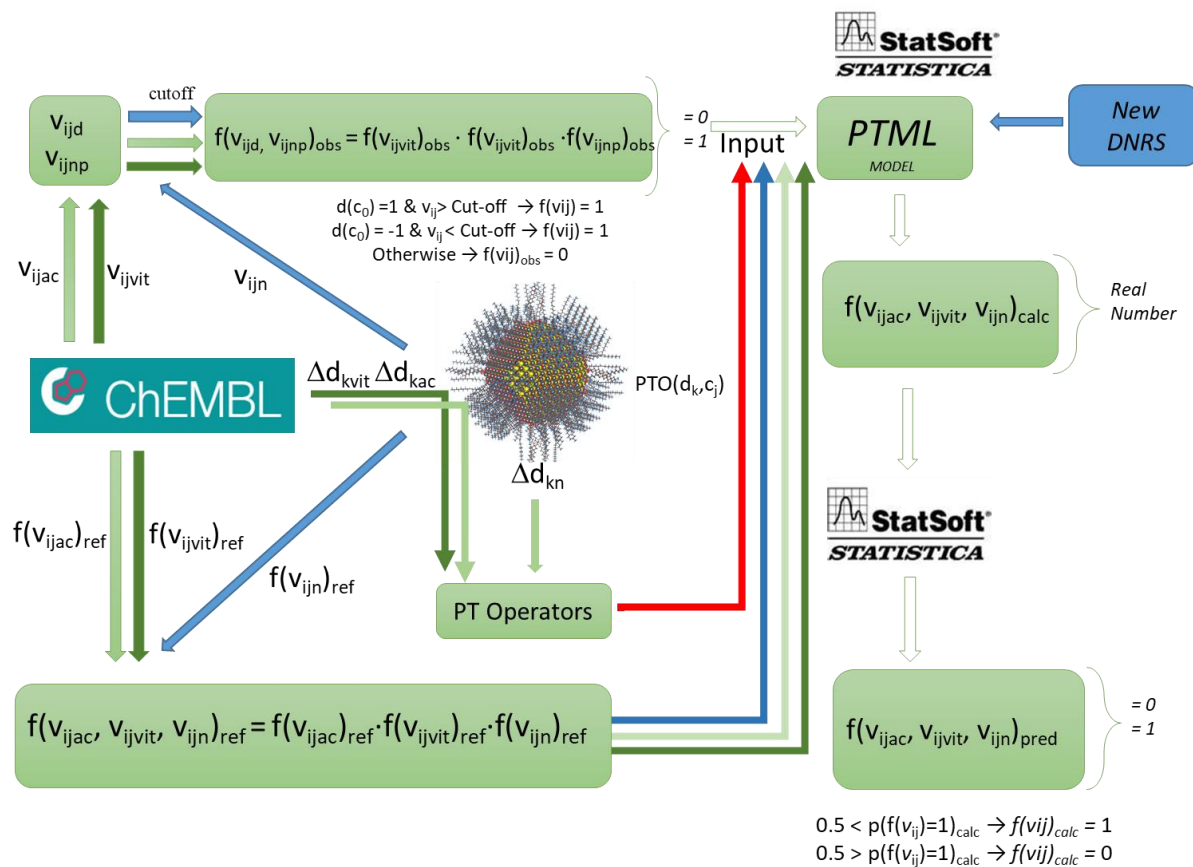 StatSoft®
STATISTICA
cutoff
v_ijd
v_ijnp
f(v_ijd, v_ijnp)_obs = f(v_ijvit)_obs · f(v_ijvit)_obs ·f(v_ijnp)_obs
= 0
= 1
Input
PTML
MODEL
New
DNRS
d(c_0) =1 & v_ij> Cut-off → f(vij) = 1
d(c_0) = -1 & v_ij < Cut-off → f(vij) = 1
Otherwise → f(vij)_obs = 0
v_ijac
v_ijvit
v_ijn
f(v_ijac, v_ijvit, v_ijn)_calc
Real
Number
ChEMBL
Δd_kvit Δd_kac
PTO(d_k,c_j)
Δd_kn
f(v_ijac)_ref
f(v_ijvit)_ref
f(v_ijn)_ref
StatSoft®
STATISTICA
PT Operators
f(v_ijac, v_ijvit, v_ijn)_ref = f(v_ijac)_ref·f(v_ijvit)_ref·f(v_ijn)_ref
f(v_ijac, v_ijvit, v_ijn)_pred
= 0
= 1
0.5 < p(f(v_ij)=1)_calc → f(vij)_calc = 1
0.5 > p(f(v_ij)=1)_calc → f(vij)_calc = 0